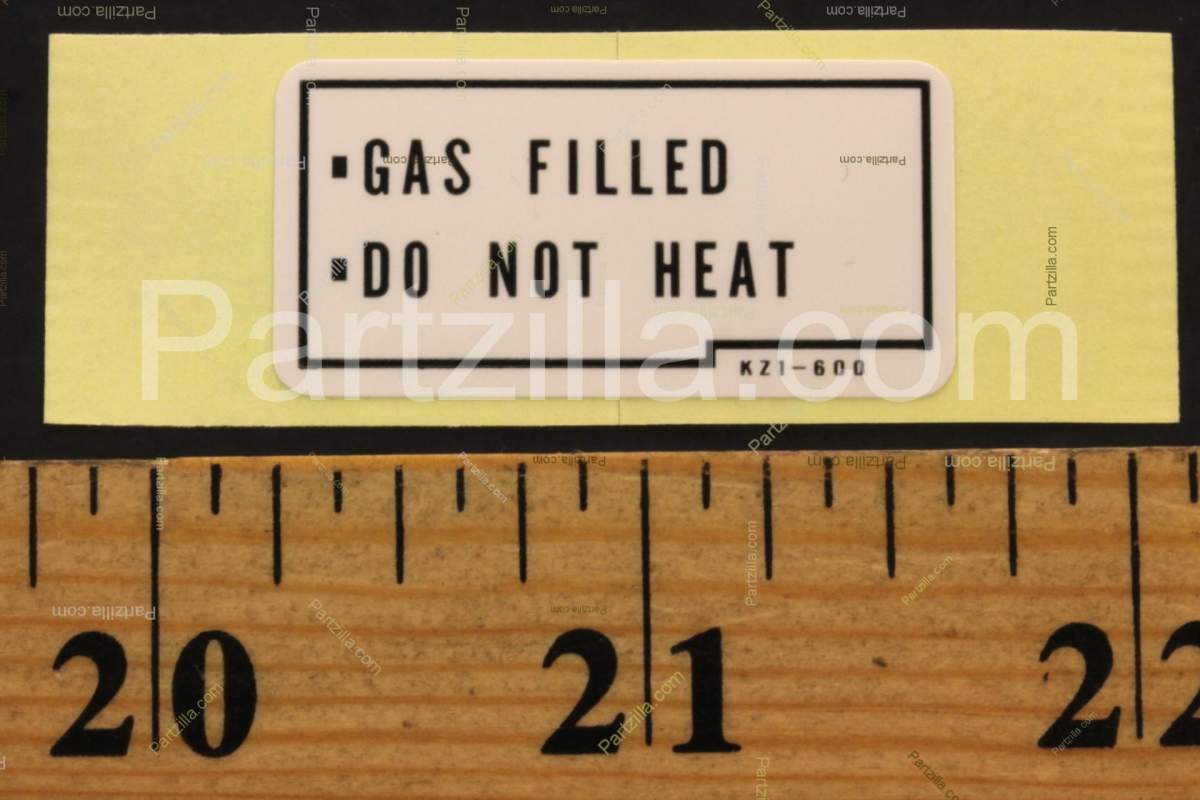 ▪GAS FILLED
▪DO NOT HEAT
KZ1-600
Partzilla.com
20 21 22